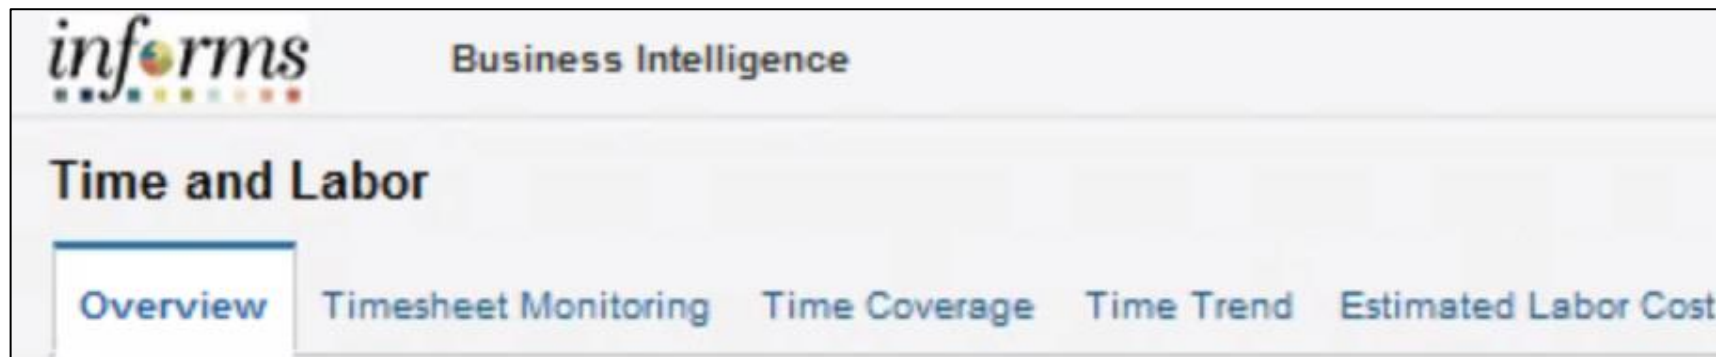 informs Business Intelligence
Time and Labor
Overview Timesheet Monitoring Time Coverage Time Trend Estimated Labor Cost